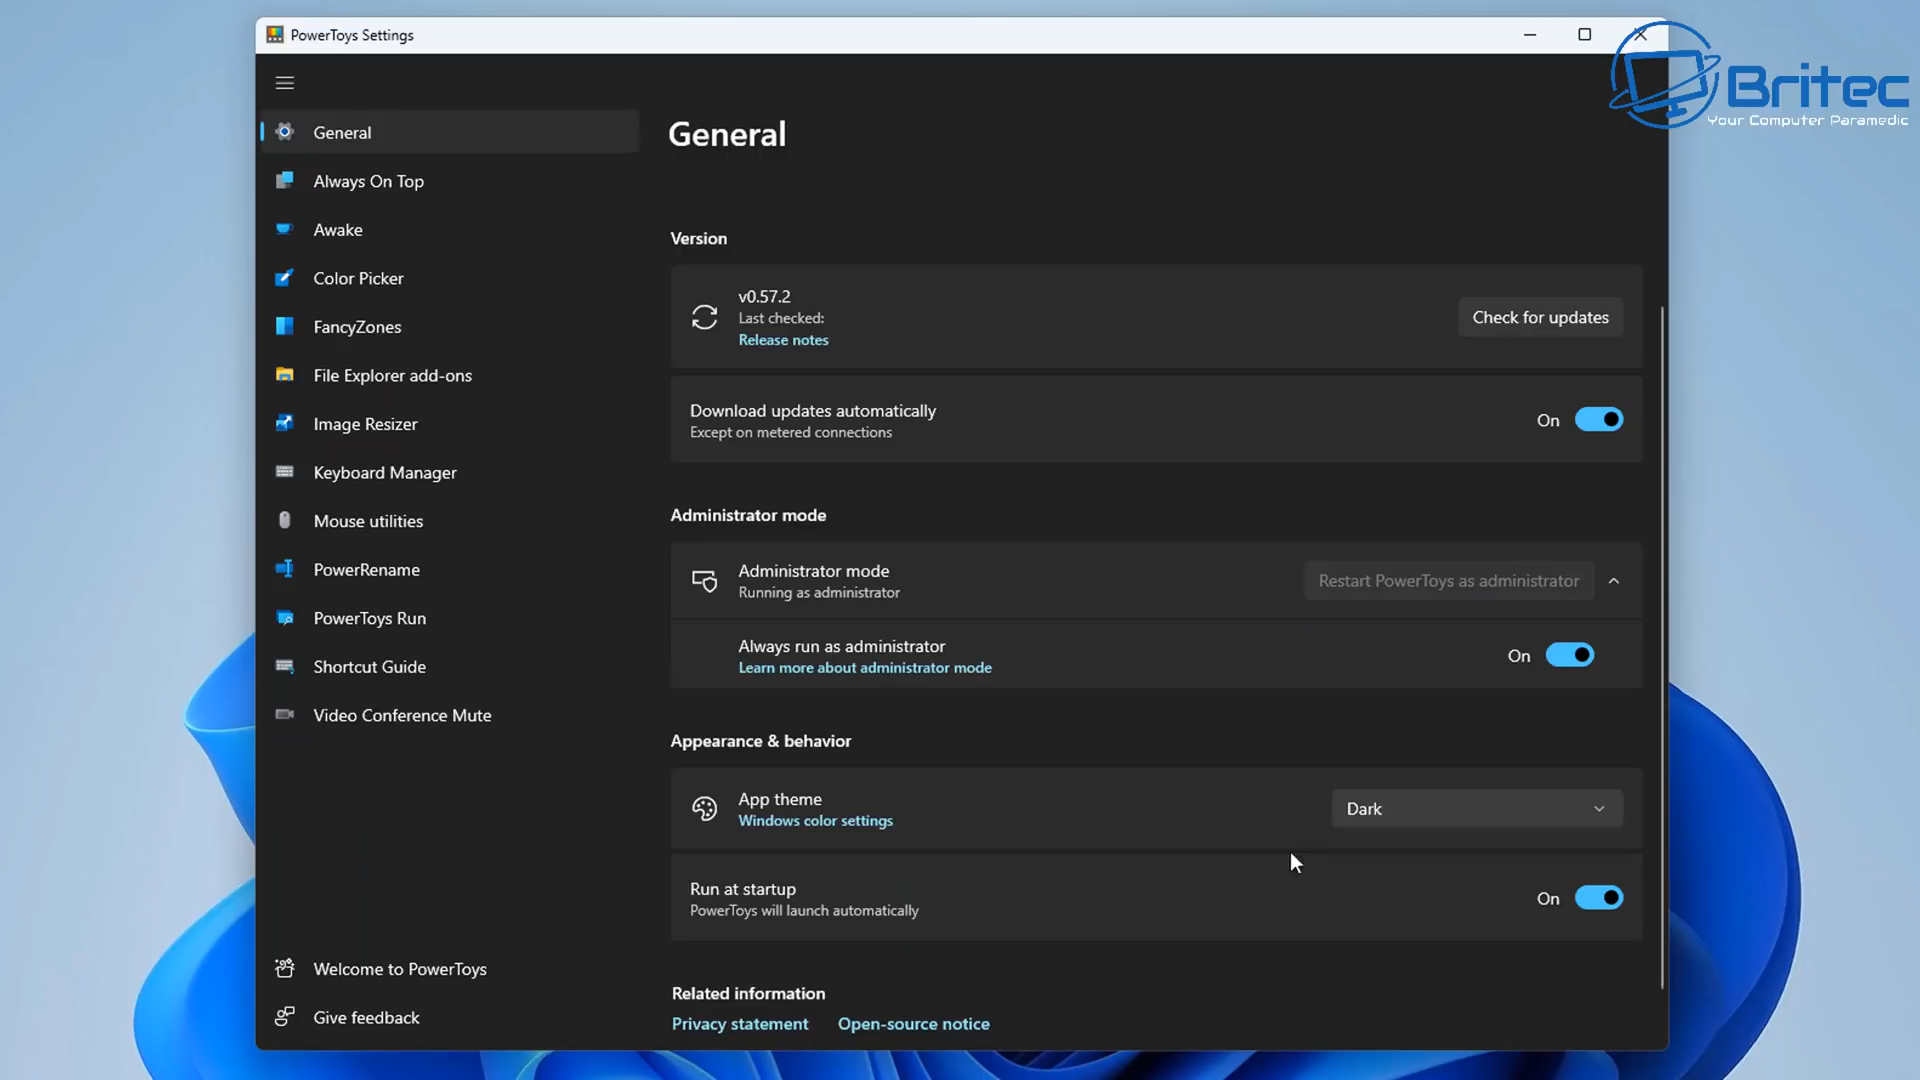 PowerToys Settings
Britec
Your Computer Paramedic
General
Always On Top
Awake
Color Picker
FancyZones
File Explorer add-ons
Image Resizer
Keyboard Manager
Mouse utilities
PowerRename
PowerToys Run
Shortcut Guide
Video Conference Mute
Welcome to PowerToys
Give feedback
General
Version
v0.57.2
Last checked:
Release notes
Check for updates
Download updates automatically
Except on metered connections
On
Administrator mode
Administrator mode
Running as administrator
Restart PowerToys as administrator
Always run as administrator
Learn more about administrator mode
On
Appearance & behavior
App theme
Windows color settings
Dark
Run at startup
PowerToys will launch automatically
On
Related information
Privacy statement Open-source notice